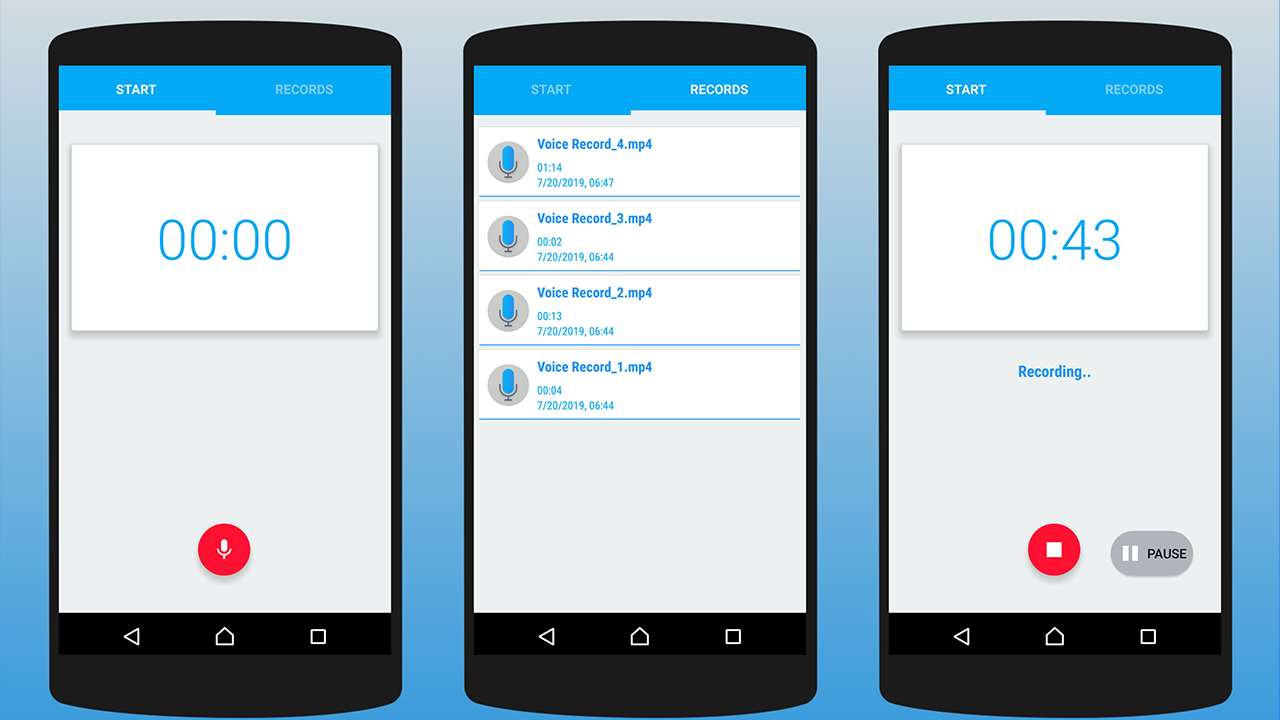 START RECORDS
00:00
START RECORDS
Voice Record_4.mp4
01:14
7/20/2019, 06:47
Voice Record_3.mp4
00:02
7/20/2019, 06:44
Voice Record_2.mp4
00:13
7/20/2019, 06:44
Voice Record_1.mp4
00:04
7/20/2019, 06:44
START RECORDS
00:43
Recording..
PAUSE